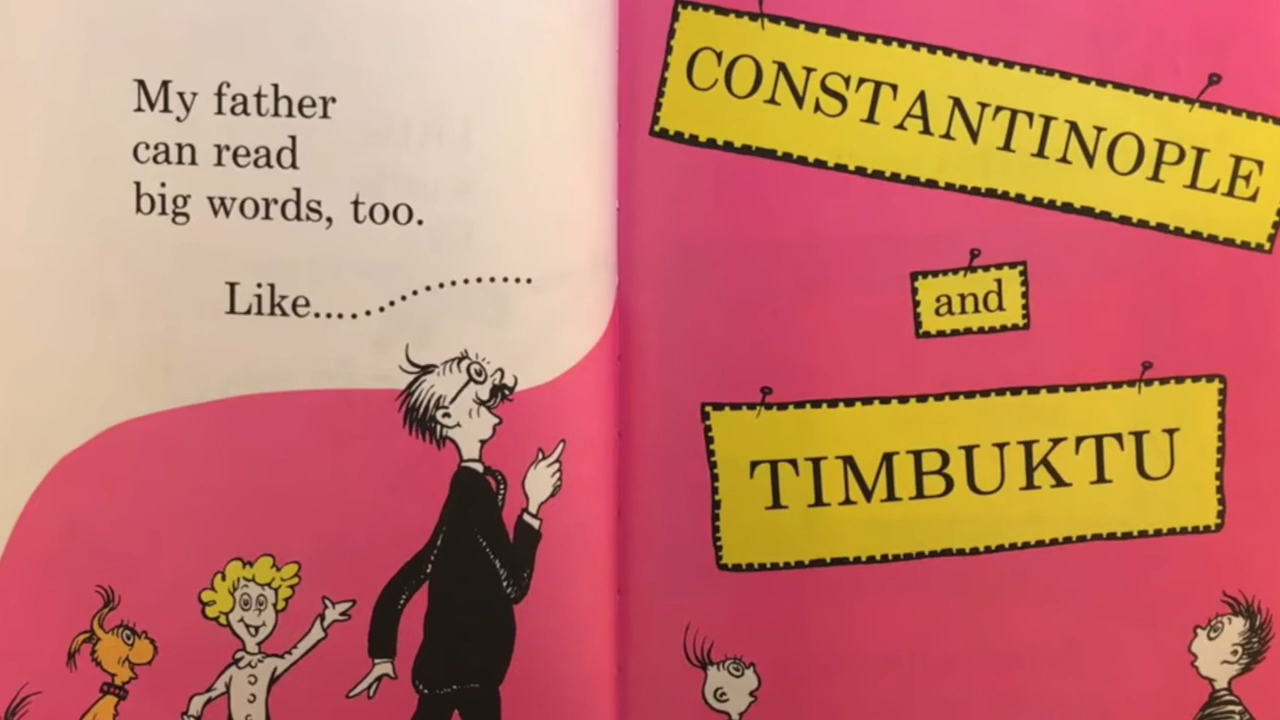 My father
can read
big words, too.
Like...................
CONSTANTINOPLE
and
TIMBUKTU